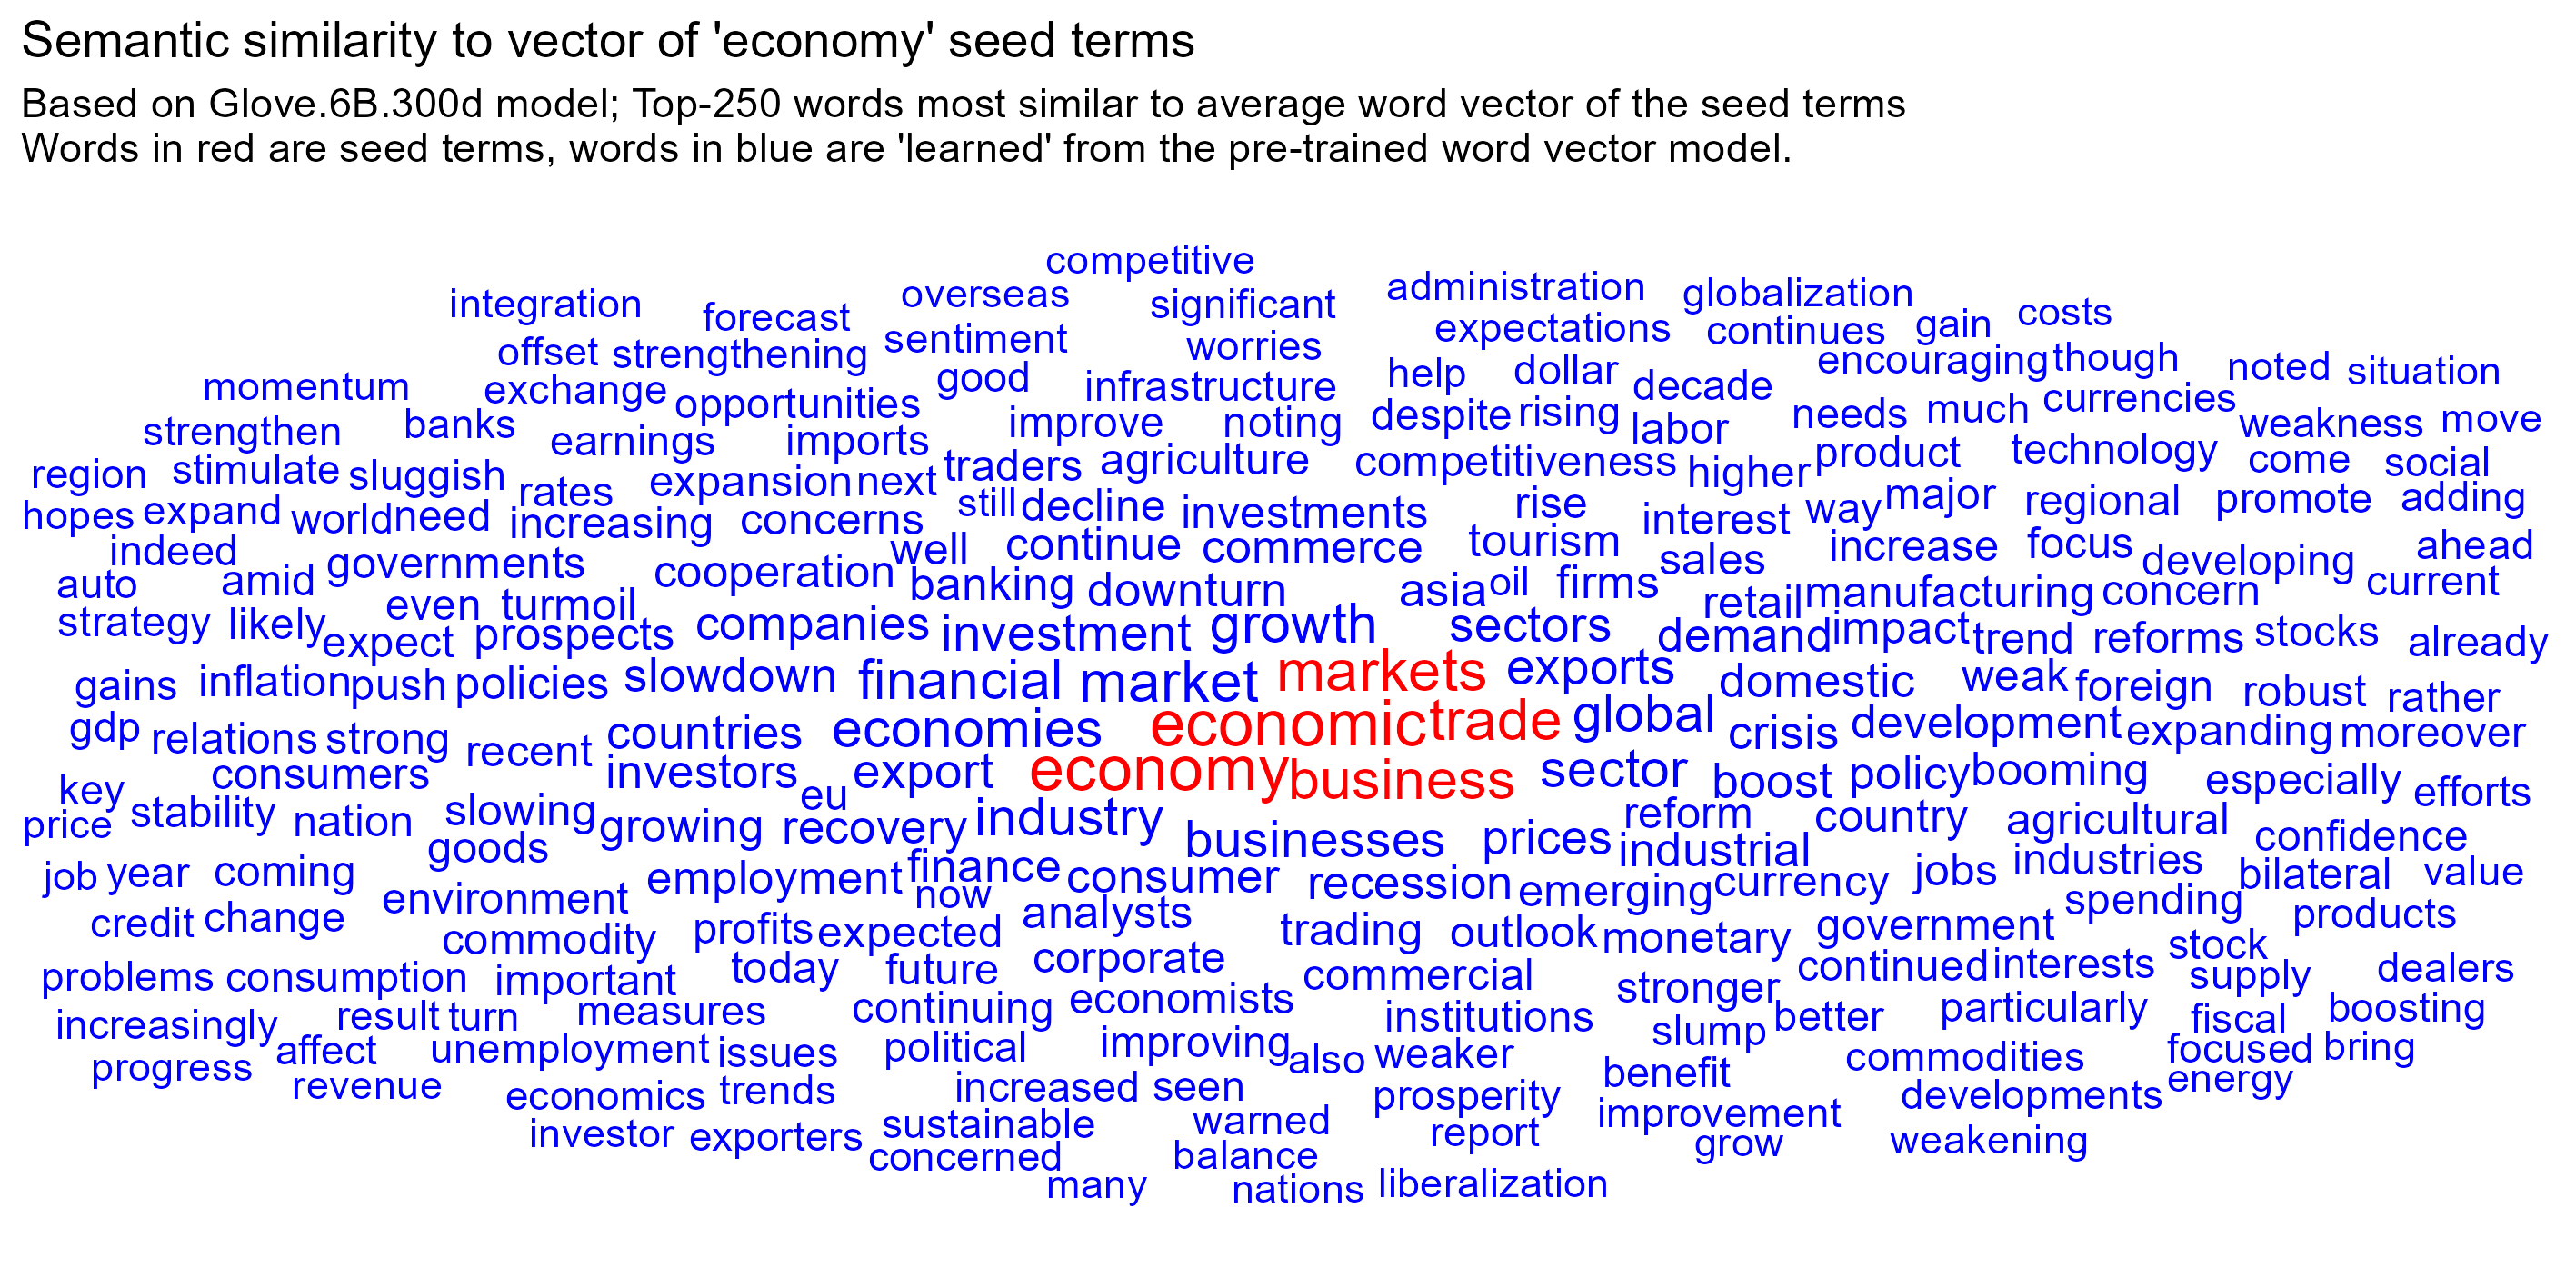 Semantic similarity to vector of 'economy' seed terms
Based on Glove.6B.300d model; Top-250 words most similar to average word vector of the seed terms
Words in red are seed terms, words in blue are 'learned' from the pre-trained word vector model.
competitive
integration forecast overseas significant administration globalization costs
offset strengthening sentiment worries expectations continues gain
momentum exchange opportunities good infrastructure help dollar decade encouraging though noted situation
strengthen banks earnings imports improve noting despite rising labor needs much currencies weakness move
region stimulate sluggish rates expansion next traders agriculture competitiveness higher product technology come social
hopes expand world need increasing concerns still decline investments rise interest way major regional promote adding
indeed governments cooperation well continue commerce tourism sales increase focus developing ahead
auto amid even turmoil banking downturn asia oil firms retail manufacturing concern current
strategy likely expect prospects companies investment growth sectors demand impact trend reforms stocks already
gains inflation push policies slowdown financial market markets exports domestic weak foreign robust rather
gdp relations strong recent countries economies economic trade global crisis development expanding moreover
key consumers investors eu export economy business sector boost policy booming especially efforts
price stability nation slowing growing recovery industry businesses prices reform country agricultural confidence
job year coming goods employment finance consumer recession industrial emerging currency jobs industries bilateral value
credit change environment now analysts trading outlook monetary government spending products
commodity profits expected
problems consumption important today future corporate commercial continued interests stock supply dealers
increasingly result turn measures continuing economists institutions stronger slump better particularly fiscal boosting
progress affect unemployment issues political improving also weaker benefit commodities focused bring
revenue economics trends increased seen prosperity improvement developments energy
investor exporters sustainable warned report grow weakening
concerned balance
many nations liberalization